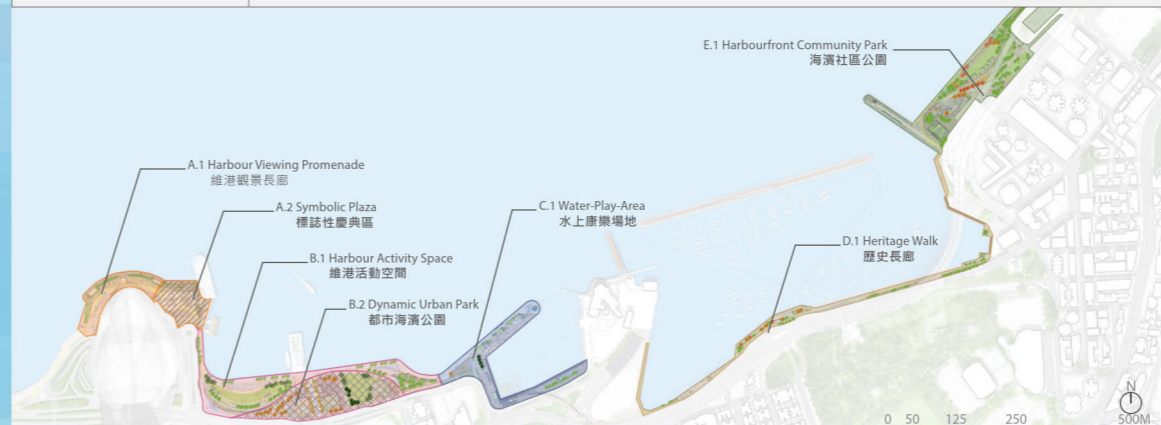 E.1 Harbourfront Community Park
海濱社區公園
A.1 Harbour Viewing Promenade
維港觀景長廊
A.2 Symbolic Plaza
標誌性慶典區
C.1 Water-Play-Area
水上康樂場地
D.1 Heritage Walk
歷史長廊
B.1 Harbour Activity Space
維港活動空間
B.2 Dynamic Urban Park
都市海濱公園
N
0 50 125 250 500M